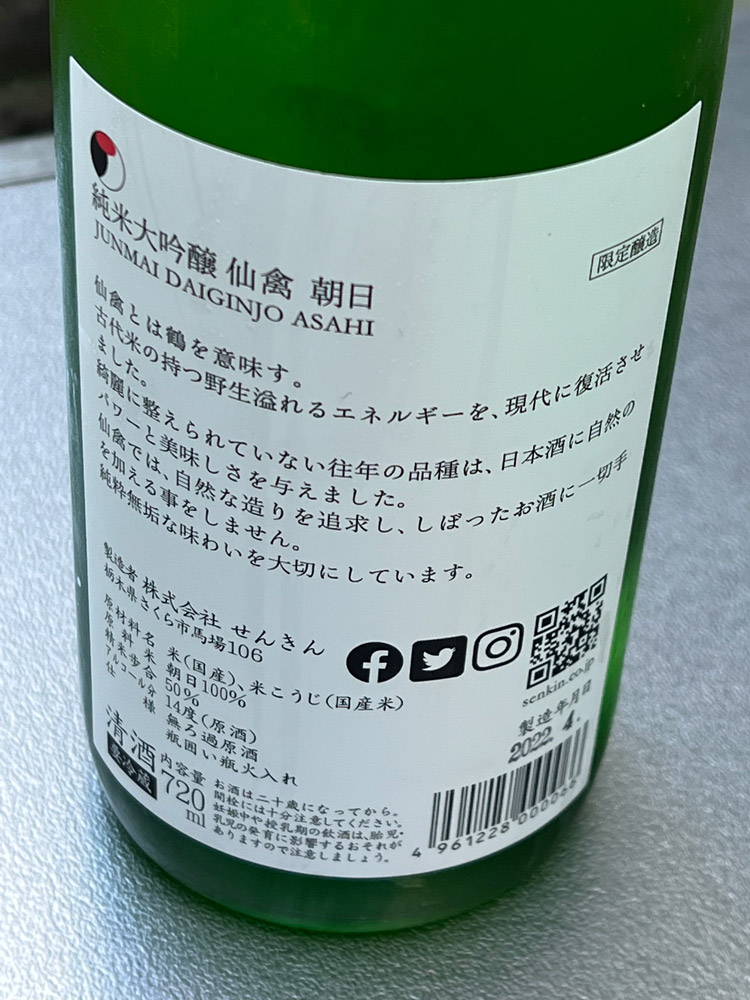 純米大吟醸 仙禽 朝日
JUNMAI DAIGINJO ASAHI
限定醸造
仙禽とは鶴を意味す。
古代米の持つ野生溢れるエネルギーを、現代に復活させ
ました。
綺麗に整えられていない往年の品種は、日本酒に自然の
パワーと美味しさを与えました。
仙禽では、自然な造りを追求し、しぼったお酒に一切手
を加える事をしません。
純粋無垢な味わいを大切にしています。
製造者 株式会社 せんきん
栃木県さくら市馬場106
原材料名 米(国産)、米こうじ(国産米)
原料米 朝日100%
精米歩合 50%
アルコール分 14度(原酒)
仕様 無ろ過原酒
瓶囲い瓶火入れ
senkin.co.jp
製造年月日
2022. 4.
清酒
要冷蔵
内容量
720
ml
お酒は二十歳になってから。
開栓には十分注意してください。
妊娠中や授乳期の飲酒は、胎児・
乳児の発育に影響するおそれが
ありますので注意しましょう。